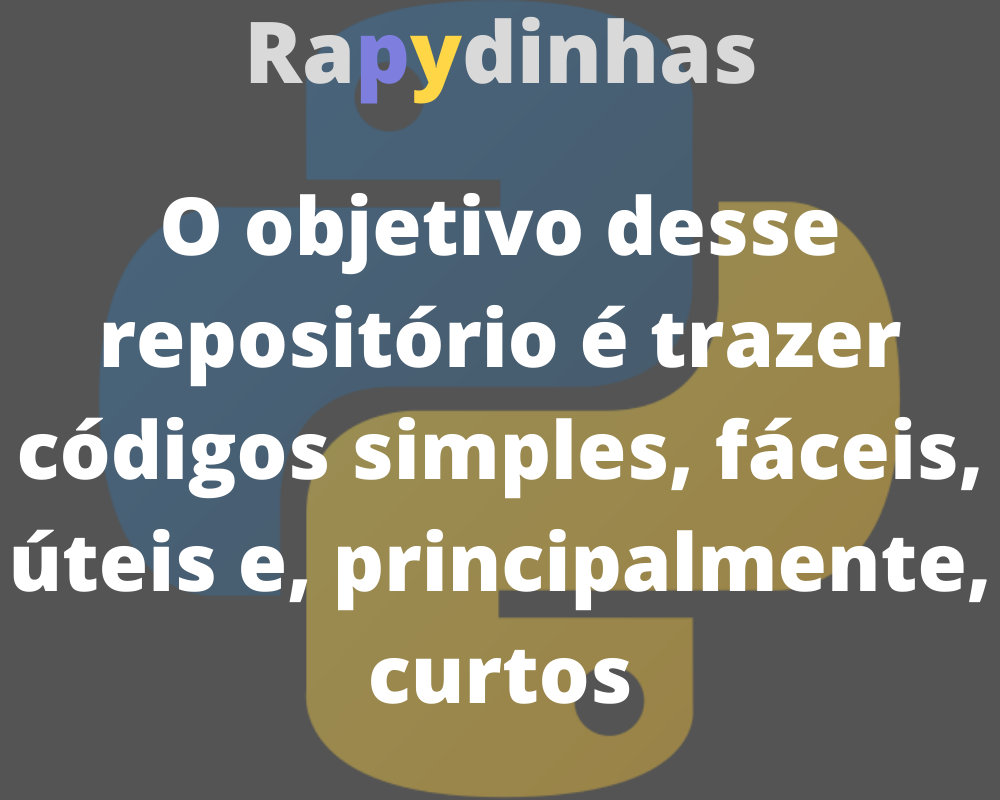 Rapydinhas
O objetivo desse
repositório é trazer
códigos simples, fáceis,
úteis e, principalmente,
curtos